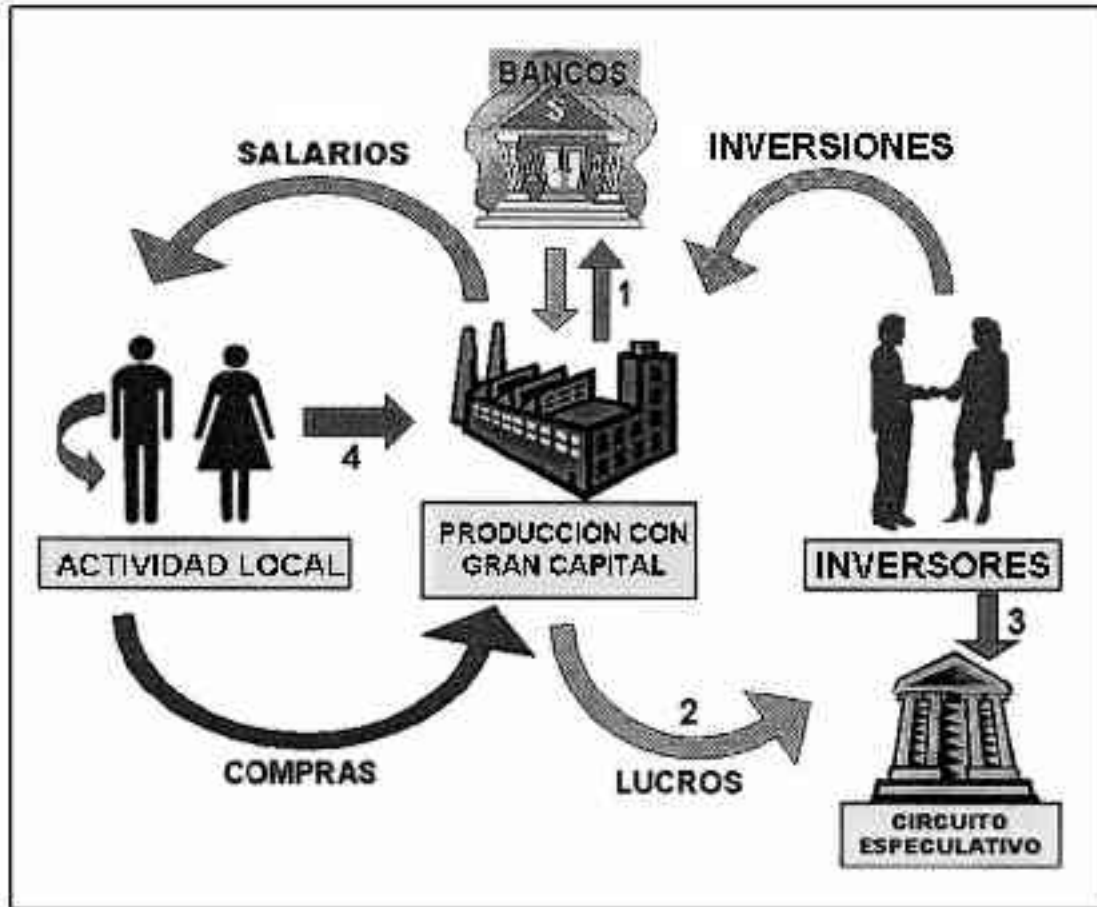 BANCOS
$
SALARIOS
INVERSIONES
1
4
ACTIVIDAD LOCAL
PRODUCCION CON
GRAN CAPITAL
INVERSORES
3
2
COMPRAS
LUCROS
CIRCUITO
ESPECULATIVO